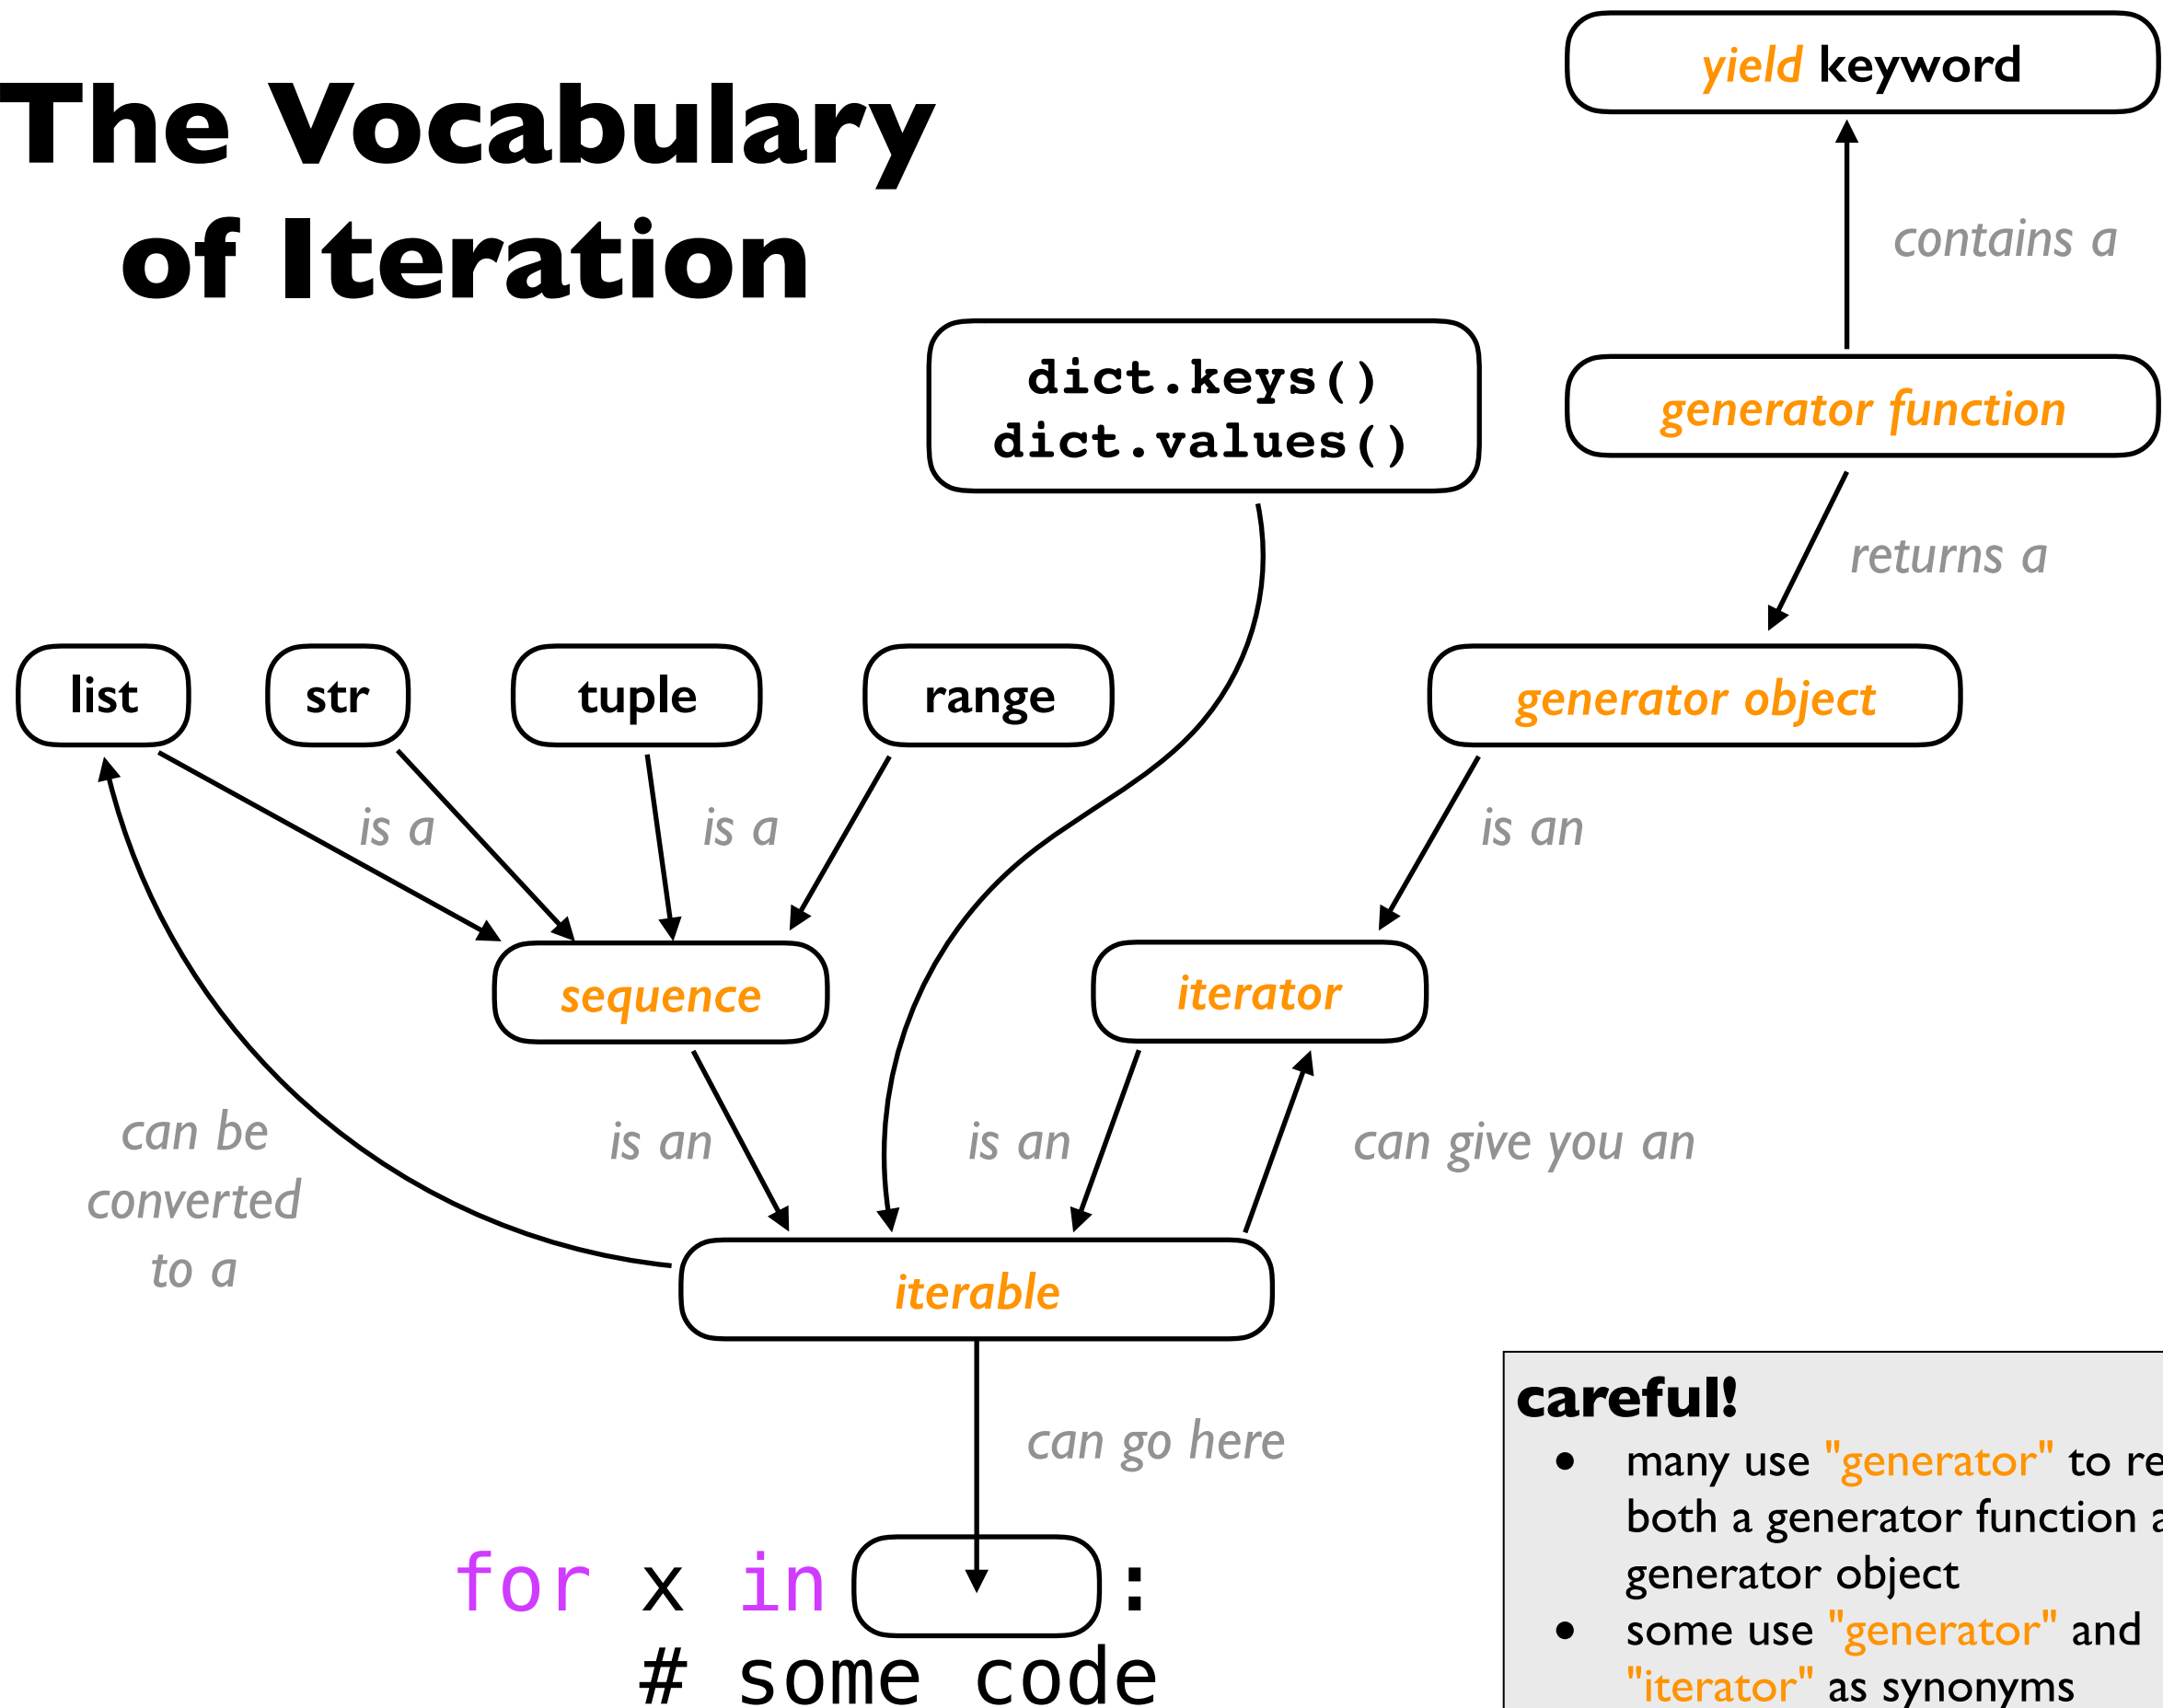 The Vocabulary
of Iteration
yield keyword
contains a
dict.keys()
dict.values()
generator function
returns a
list
str
tuple
range
generator object
is a
is a
is an
sequence
iterator
can be
converted
to a
is an
is an
can give you an
iterable
can go here
for x in :
# some code
careful!
• many use "generator" to
both a generator function
generator object
• some use "generator" and
"iterator" as synonyms